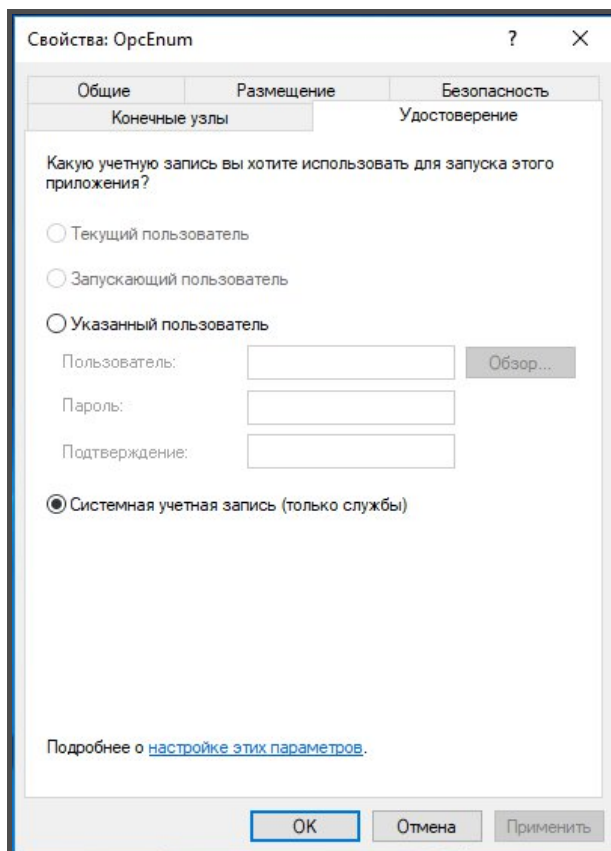 Свойства: OpcEnum
?
×
Общие Размещение Безопасность
Конечные узлы Удостоверение
Какую учетную запись вы хотите использовать для запуска этого
приложения?
Текущий пользователь
Запускающий пользователь
Указанный пользователь
Пользователь: Обзор...
Пароль:
Подтверждение:
Системная учетная запись (только службы)
Подробнее о настройке этих параметров.
OK Отмена Применить